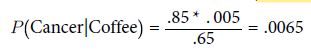 P(Cancer|Coffee) = .85 * .005 / .65 = .0065